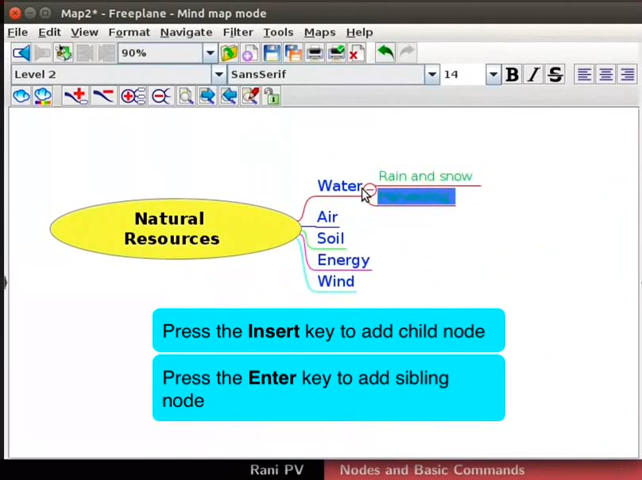 Map2* - Freeplane - Mind map mode
File Edit View Format Navigate Filter Tools Maps Help
90%
Level 2 SansSerif 14 B I S
Rain and snow
Water
Natural
Resources
Air
Soil
Energy
Wind
Press the Insert key to add child node
Press the Enter key to add sibling
node
Rani PV Nodes and Basic Commands